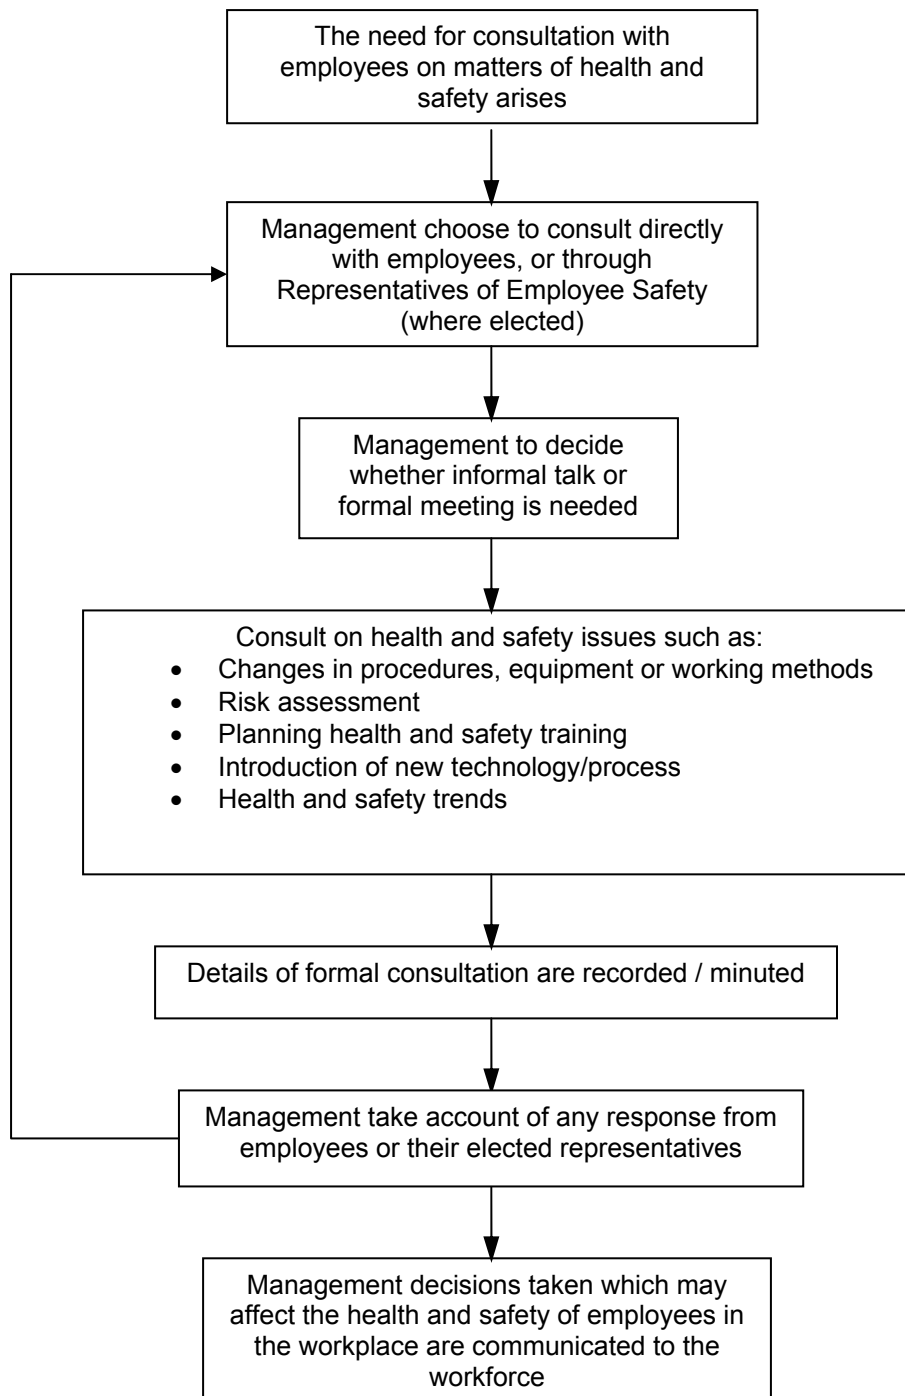 The need for consultation with
employees on matters of health and
safety arises
Management choose to consult directly
with employees, or through
Representatives of Employee Safety
(where elected)
Management to decide
whether informal talk or
formal meeting is needed
Consult on health and safety issues such as:
• Changes in procedures, equipment or working methods
• Risk assessment
• Planning health and safety training
• Introduction of new technology/process
• Health and safety trends
Details of formal consultation are recorded / minuted
Management take account of any response from
employees or their elected representatives
Management decisions taken which may
affect the health and safety of employees in
the workplace are communicated to the
workforce